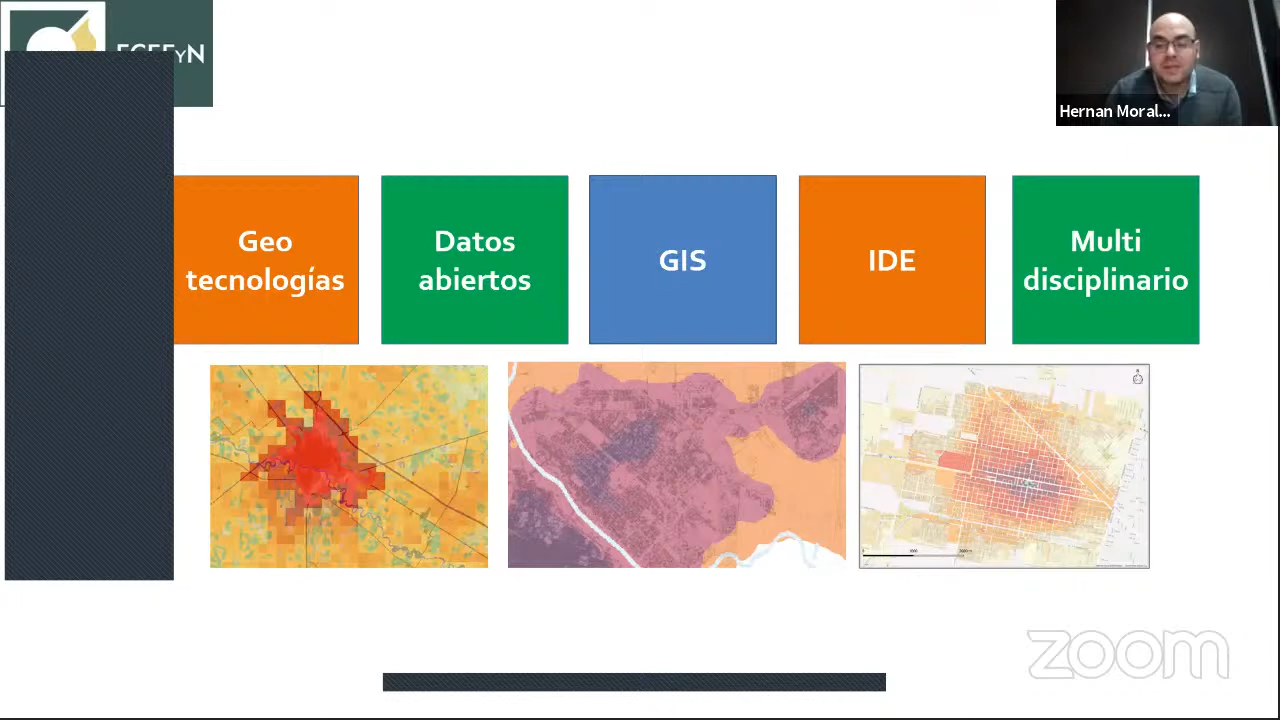 Hernan Moral...
Geo
tecnologías
Datos
abiertos
GIS
IDE
Multi
disciplinario
zoom